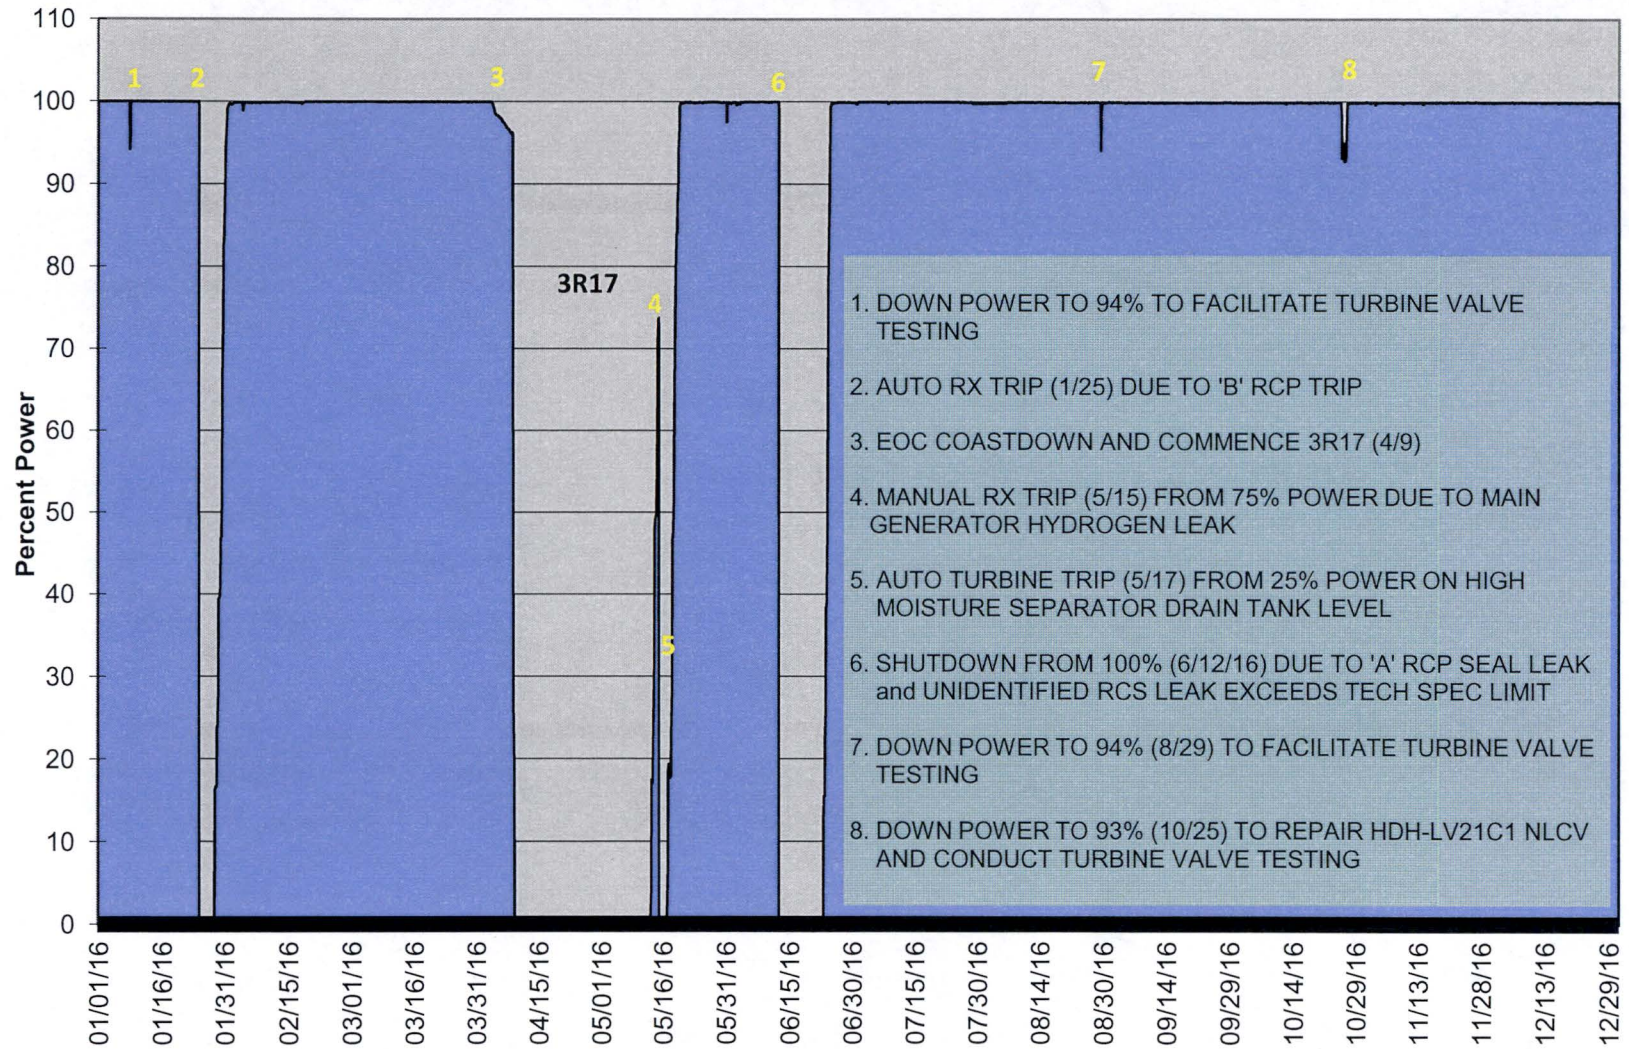 110
100
90
80
70
60
50
40
30
20
10
0
Percent Power
1
2
3
3R17
4
5
6
7
8
1. DOWN POWER TO 94% TO FACILITATE TURBINE VALVE
TESTING
2. AUTO RX TRIP (1/25) DUE TO 'B' RCP TRIP
3. EOC COASTDOWN AND COMMENCE 3R17 (4/9)
4. MANUAL RX TRIP (5/15) FROM 75% POWER DUE TO MAIN
GENERATOR HYDROGEN LEAK
5. AUTO TURBINE TRIP (5/17) FROM 25% POWER ON HIGH
MOISTURE SEPARATOR DRAIN TANK LEVEL
6. SHUTDOWN FROM 100% (6/12/16) DUE TO 'A' RCP SEAL LEAK
and UNIDENTIFIED RCS LEAK EXCEEDS TECH SPEC LIMIT
7. DOWN POWER TO 94% (8/29) TO FACILITATE TURBINE VALVE
TESTING
8. DOWN POWER TO 93% (10/25) TO REPAIR HDH-LV21C1 NLCV
AND CONDUCT TURBINE VALVE TESTING
01/01/16
01/16/16
01/31/16
02/15/16
03/01/16
03/16/16
03/31/16
04/15/16
05/01/16
05/16/16
05/31/16
06/15/16
06/30/16
07/15/16
07/30/16
08/14/16
08/30/16
09/14/16
09/29/16
10/14/16
10/29/16
11/13/16
11/28/16
12/13/16
12/29/16